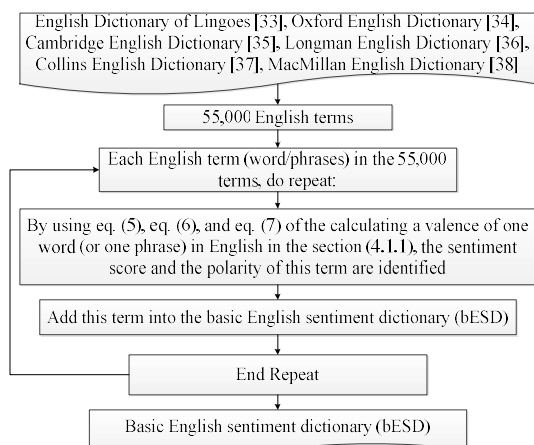 English Dictionary of Lingoes [33], Oxford English Dictionary [34],
Cambridge English Dictionary [35], Longman English Dictionary [36],
Collins English Dictionary [37], MacMillan English Dictionary [38]
55,000 English terms
Each English term (word/phrases) in the 55,000
terms, do repeat:
By using eq. (5), eq. (6), and eq. (7) of the calculating a valence of one
word (or one phrase) in English in the section (4.1.1), the sentiment
score and the polarity of this term are identified
Add this term into the basic English sentiment dictionary (bESD)
End Repeat
Basic English sentiment dictionary (bESD)